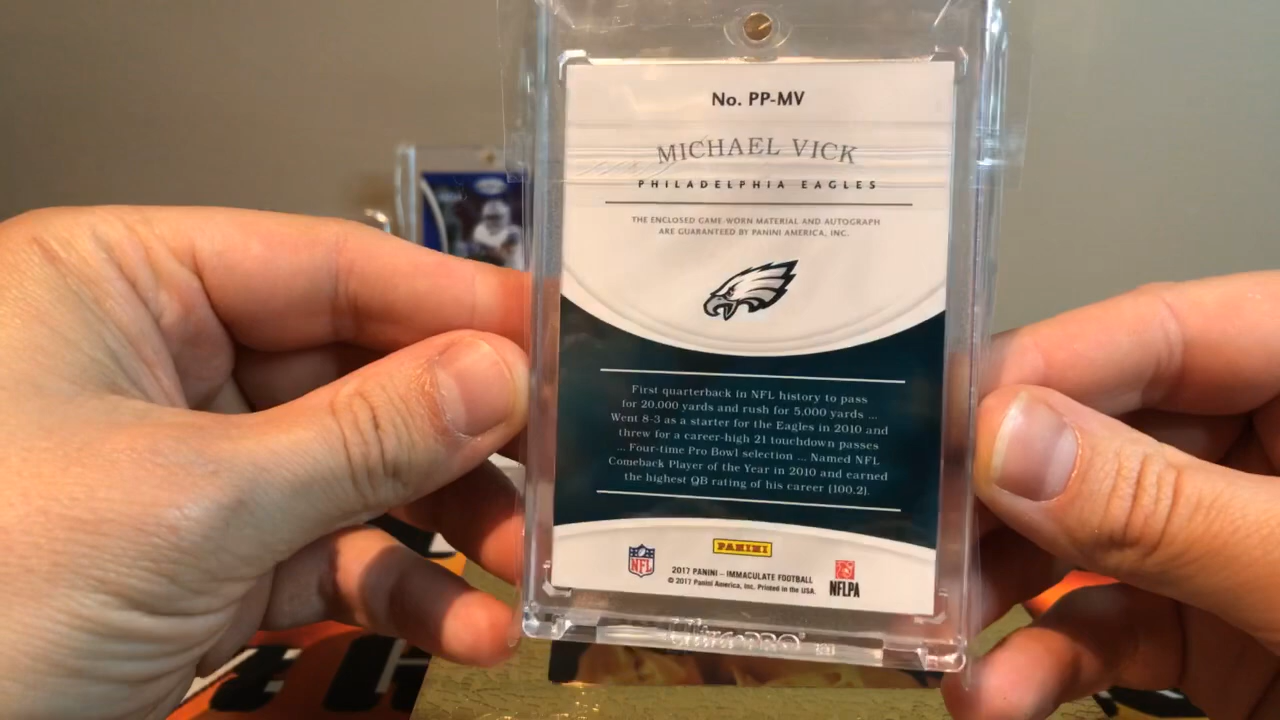 No. PP-MV
MICHAEL VICK
PHILADELPHIA EAGLES
THE ENCLOSED GAME-WORN MATERIAL AND AUTOGRAPH
ARE GUARANTEED BY PANINI AMERICA, INC.
First quarterback in NFL history to pass
for 20,000 yards and rush for 5,000 yards ...
Went 8-3 as a starter for the Eagles in 2010 and
threw for a career-high 21 touchdown passes
... Four-time Pro Bowl selection ... Named NFL
Comeback Player of the Year in 2010 and earned
the highest QB rating of his career (100.2).
PANINI
NFL
2017 PANINI – IMMACULATE FOOTBALL
© 2017 Panini America, Inc. Printed in the USA.
NFLPA
Ultra PRO